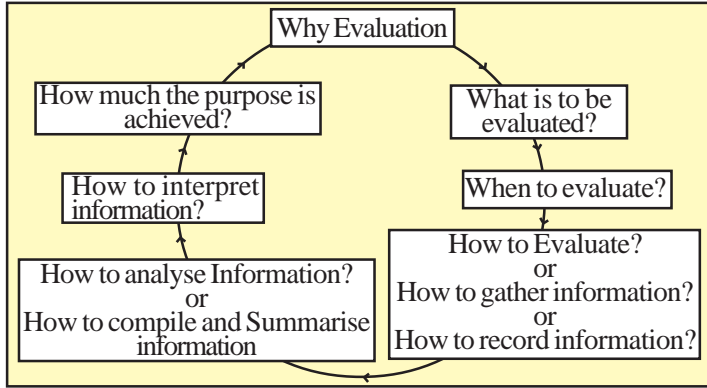 Why Evaluation
What is to be
evaluated?
When to evaluate?
How to Evaluate?
or
How to gather information?
or
How to record information?
How to analyse Information?
or
How to compile and Summarise
information
How to interpret
information?
How much the purpose is
achieved?